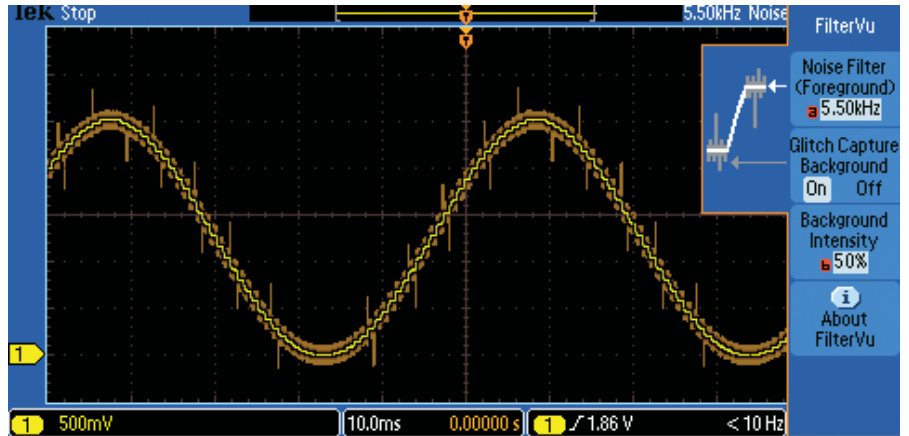 Tek Stop
5.50kHz Noise
FilterVu
Noise Filter
(Foreground)
a 5.50kHz
Glitch Capture
Background
On Off
Background
Intensity
b 50%
i
About
FilterVu
1
1 500mV 10.0ms 0.00000 s 1 1.86 V < 10 Hz